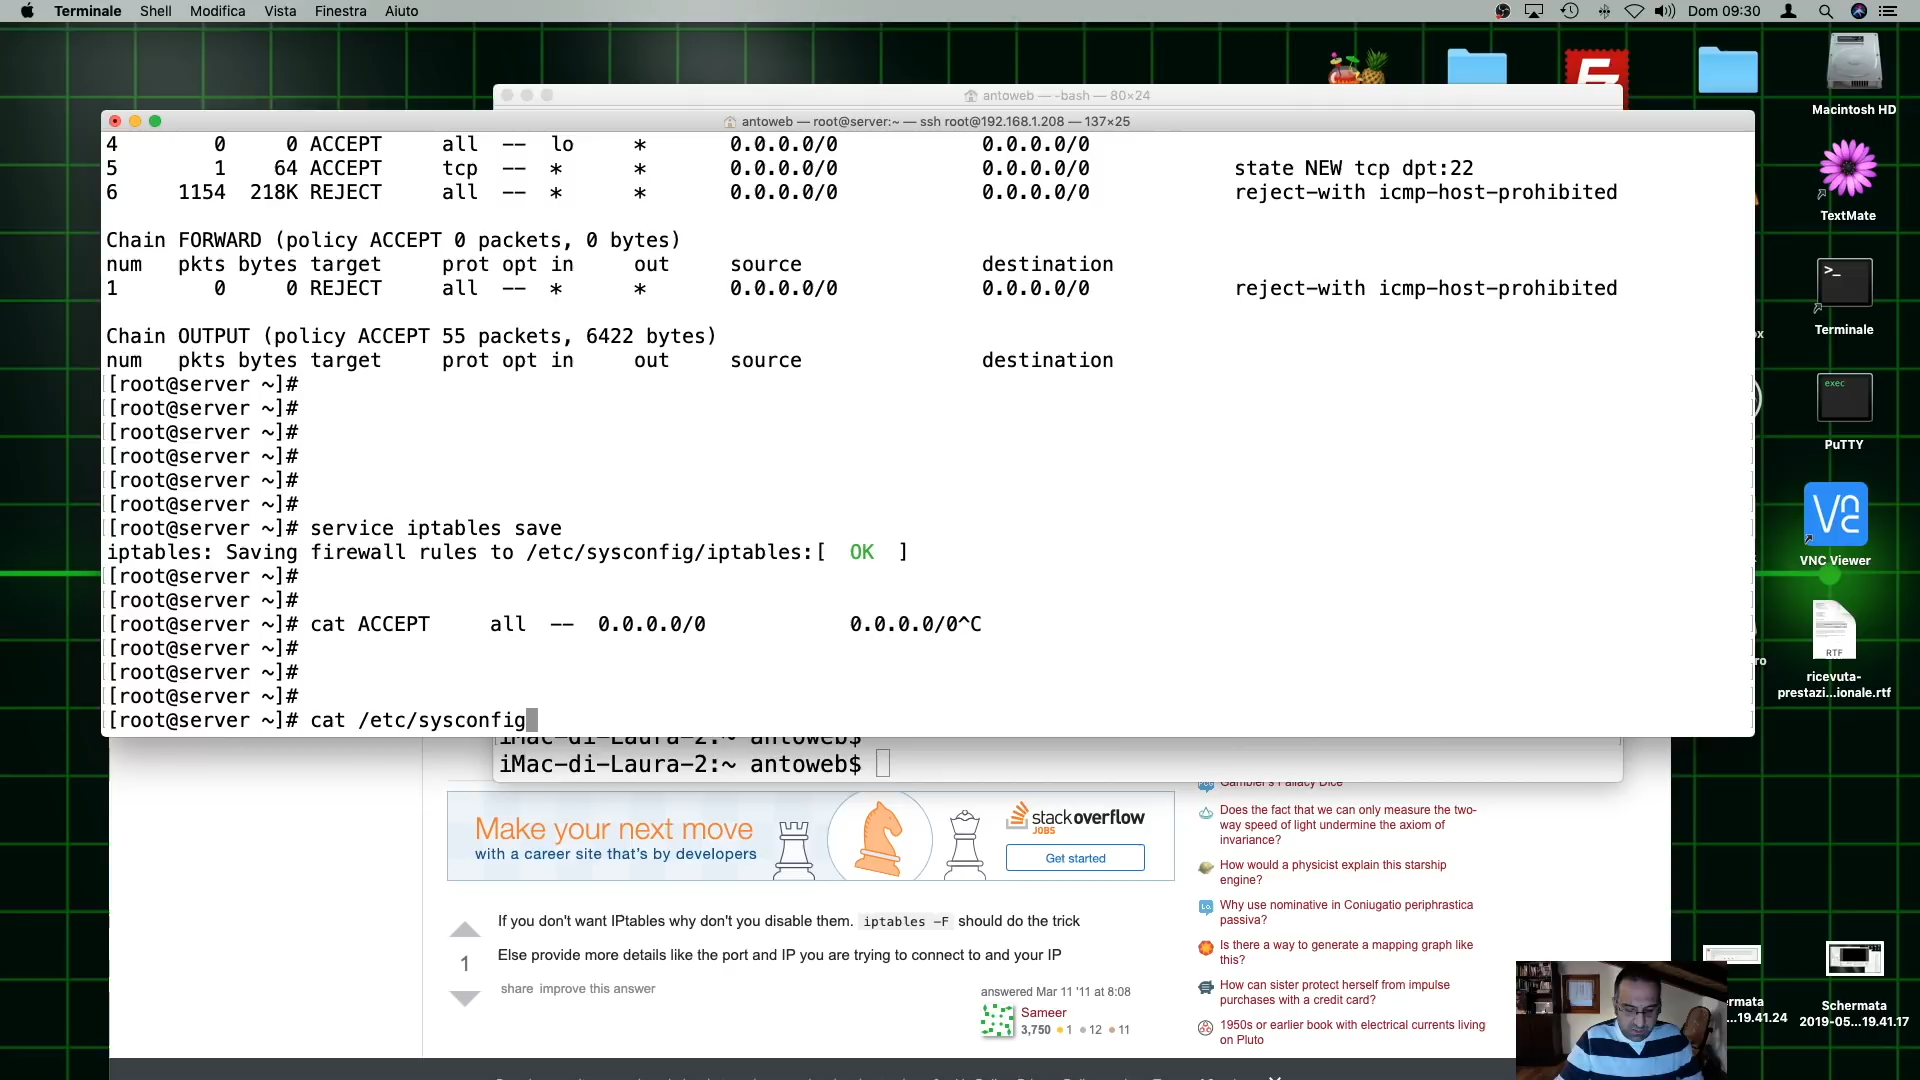 Terminale Shell Modifica Vista Finestra Aiuto Dom 09:30
antoweb — -bash — 80×24
antoweb — root@server:~ — ssh root@192.168.1.208 — 137×25
4 0 0 ACCEPT all -- lo * 0.0.0.0/0 0.0.0.0/0
5 1 64 ACCEPT tcp -- * * 0.0.0.0/0 0.0.0.0/0 state NEW tcp dpt:22
6 1154 218K REJECT all -- * * 0.0.0.0/0 0.0.0.0/0 reject-with icmp-host-prohibited
Chain FORWARD (policy ACCEPT 0 packets, 0 bytes)
num pkts bytes target prot opt in out source destination
1 0 0 REJECT all -- * * 0.0.0.0/0 0.0.0.0/0 reject-with icmp-host-prohibited
Chain OUTPUT (policy ACCEPT 55 packets, 6422 bytes)
num pkts bytes target prot opt in out source destination
[root@server ~]#
[root@server ~]#
[root@server ~]#
[root@server ~]#
[root@server ~]#
[root@server ~]#
[root@server ~]# service iptables save
iptables: Saving firewall rules to /etc/sysconfig/iptables:[ OK ]
[root@server ~]#
[root@server ~]#
[root@server ~]# cat ACCEPT all -- 0.0.0.0/0 0.0.0.0/0^C
[root@server ~]#
[root@server ~]#
[root@server ~]#
[root@server ~]# cat /etc/sysconfig
iMac-di-Laura-2:~ antoweb$
iMac-di-Laura-2:~ antoweb$
Make your next move
with a career site that's by developers
stackoverflow
JOBS
Get started
If you don't want IPtables why don't you disable them. iptables -F should do the trick
Else provide more details like the port and IP you are trying to connect to and your IP
1
share improve this answer
answered Mar 11 '11 at 8:08
Sameer
3,750 1 12 11
Gambler's Fallacy Dice
Does the fact that we can only measure the two-
way speed of light undermine the axiom of
invariance?
How would a physicist explain this starship
engine?
Why use nominative in Coniugatio periphrastica
passiva?
Is there a way to generate a mapping graph like
this?
How can sister protect herself from impulse
purchases with a credit card?
1950s or earlier book with electrical currents living
on Pluto
Macintosh HD
TextMate
>_
Terminale
exec
PuTTY
VNC Viewer
RTF
ricevuta-
prestazi...ionale.rtf
Schermata
2019-05...19.41.17
...19.41.24